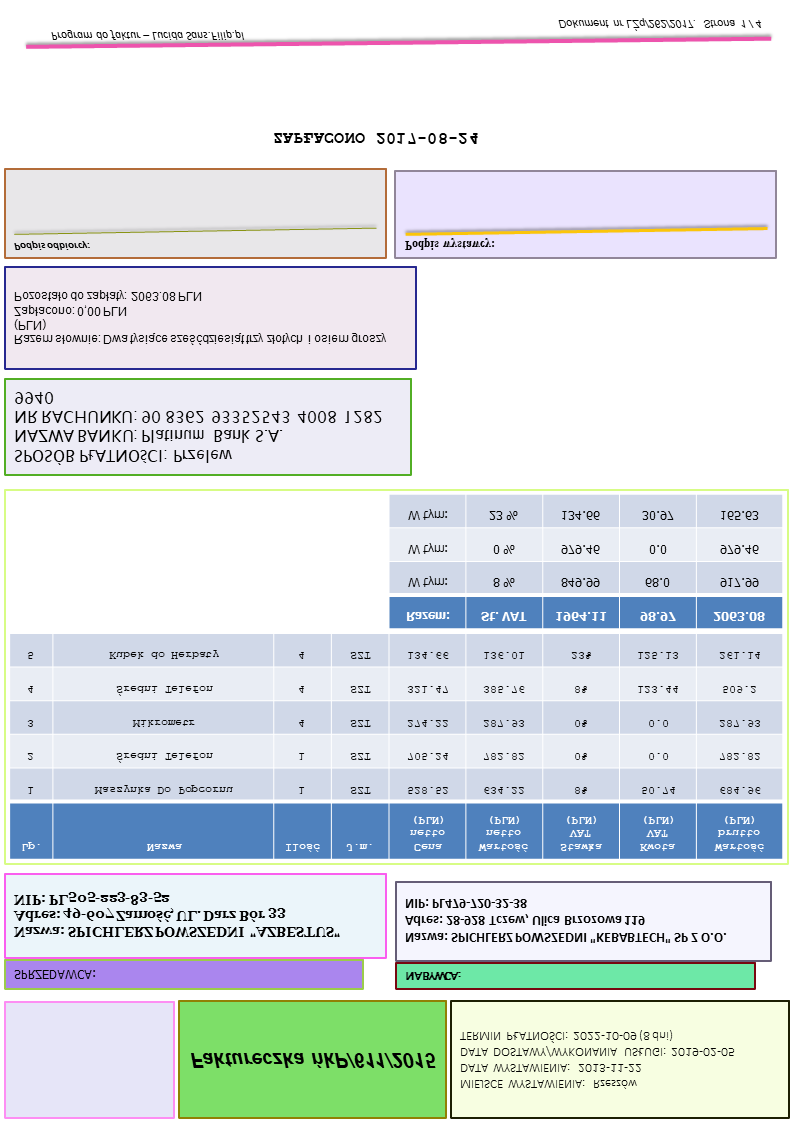 Faktureczka ńkP/611/2015
MIEJSCE WYSTAWIENIA: Rzeszów
DATA WYSTAWIENIA: 2013-11-22
DATA DOSTAWY/WYKONANIA USŁUGI: 2019-02-05
TERMIN PŁATNOŚCI: 2022-10-09 (8 dni)
SPRZEDAWCA:
Nazwa: SPICHLERZ POWSZEDNI "AZBESTUS"
Adres: 49-607 Zamość, UL. Darz Bór 33
NIP: PL505-223-83-52
NABYWCA:
Nazwa: SPICHLERZ POWSZEDNI "KEBABTECH" SP Z O.O.
Adres: 28-928 Tczew, Ulica Brzozowa 119
NIP: PL479-720-32-38
Lp. Nazwa Ilość J.m. Cena netto (PLN) Wartość netto (PLN) Stawka VAT (PLN) Kwota VAT (PLN) Wartość brutto (PLN)
1 Maszynka Do Popcornu 1 SZT 528.52 634.22 8% 50.74 684.96
2 Średni Telefon 1 SZT 705.24 782.82 0% 0.0 782.82
3 Mikrometr 4 SZT 274.22 287.93 0% 0.0 287.93
4 Średni Telefon 4 SZT 321.47 385.76 8% 123.44 509.2
5 Kubek do Herbaty 4 SZT 134.66 136.01 23% 125.13 261.14
Razem: St. VAT 1964.11 98.97 2063.08
W tym: 8 % 849.99 68.0 917.99
W tym: 0 % 979.46 0.0 979.46
W tym: 23 % 134.66 30.97 165.63
SPOSÓB PŁATNOŚCI: Przelew
NAZWA BANKU: Platinum Bank S.A.
NR RACHUNKU: 90 8362 93352543 4008 1282
9940
Razem słownie: Dwa tysiące sześćdziesiąt trzy złotych i osiem groszy
(PLN)
Zapłacono: 0,00 PLN
Pozostało do zapłaty: 2063.08 PLN
Podpis odbiorcy:
Podpis wystawcy:
ZAPŁACONO 2017-08-24
Program do faktur – Lucida Sans.Filip.pl
Dokument nr LŻq/262/2017. Strona 1 / 4